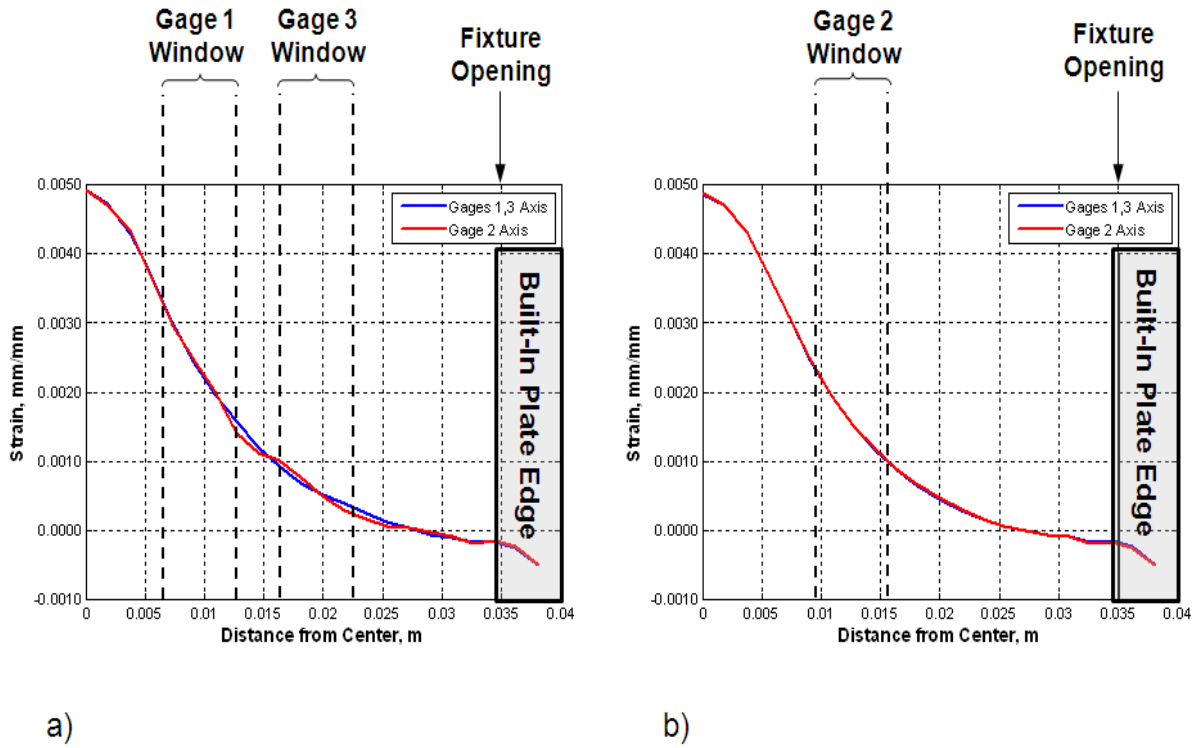 Gage 1
Window
Gage 3
Window
Fixture
Opening
0.0050
0.0040
0.0030
0.0020
0.0010
0.0000
-0.0010
Strain, mm/mm
Gages 1,3 Axis
Gage 2 Axis
Built-In Plate Edge
0 0.005 0.01 0.015 0.02 0.025 0.03 0.035 0.04
Distance from Center, m
a)
Gage 2
Window
Fixture
Opening
0.0050
0.0040
0.0030
0.0020
0.0010
0.0000
-0.0010
Strain, mm/mm
Gages 1,3 Axis
Gage 2 Axis
Built-In Plate Edge
0 0.005 0.01 0.015 0.02 0.025 0.03 0.035 0.04
Distance from Center, m
b)